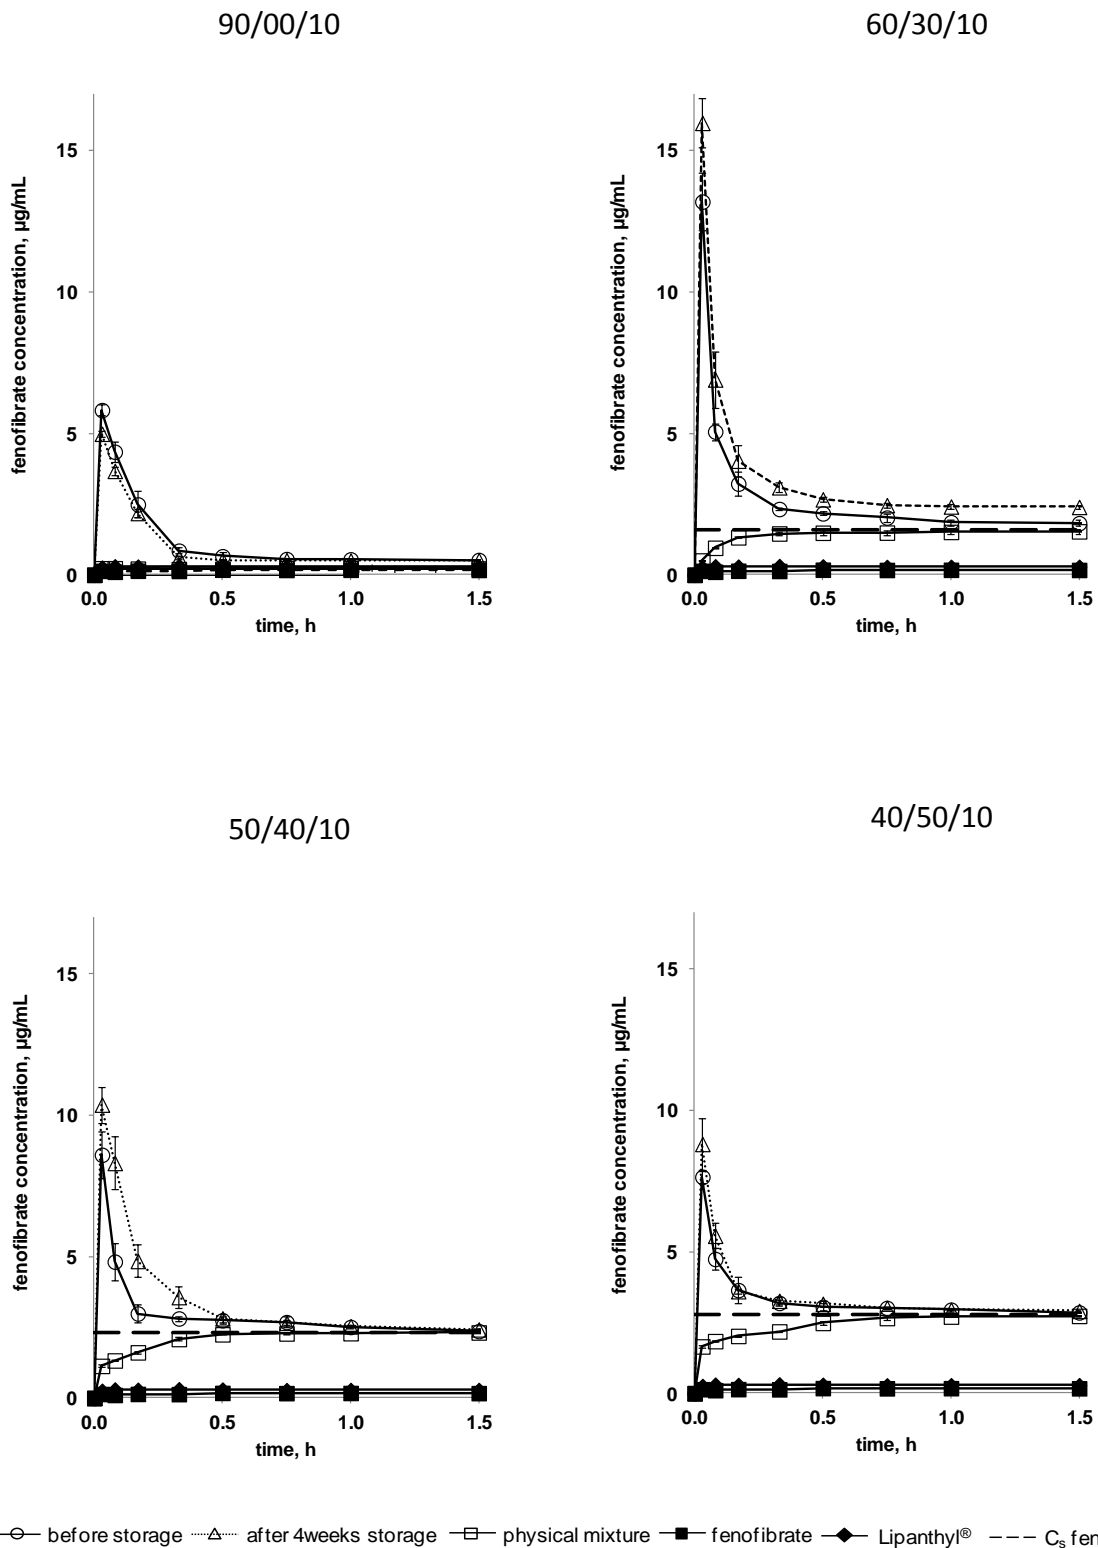 90/00/10
60/30/10
fenofibrate concentration, µg/mL
15
10
5
0
0.0 0.5 1.0 1.5
time, h
fenofibrate concentration, µg/mL
15
10
5
0
0.0 0.5 1.0 1.5
time, h
50/40/10
40/50/10
fenofibrate concentration, µg/mL
15
10
5
0
0.0 0.5 1.0 1.5
time, h
fenofibrate concentration, µg/mL
15
10
5
0
0.0 0.5 1.0 1.5
time, h
before storage after 4weeks storage physical mixture fenofibrate Lipanthyl® Cs fen